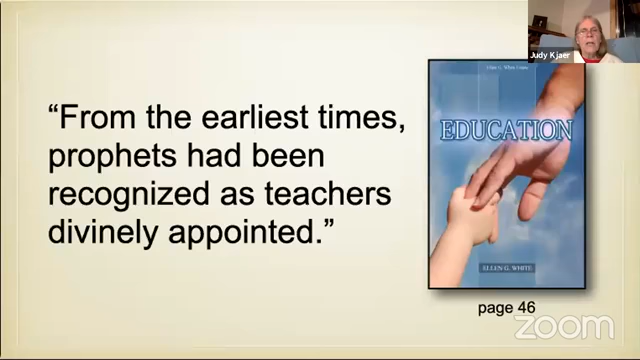 Judy Kjaer
“From the earliest times,
prophets had been
recognized as teachers
divinely appointed.”
EDUCATION
ELLEN G. WHITE
page 46
zoom